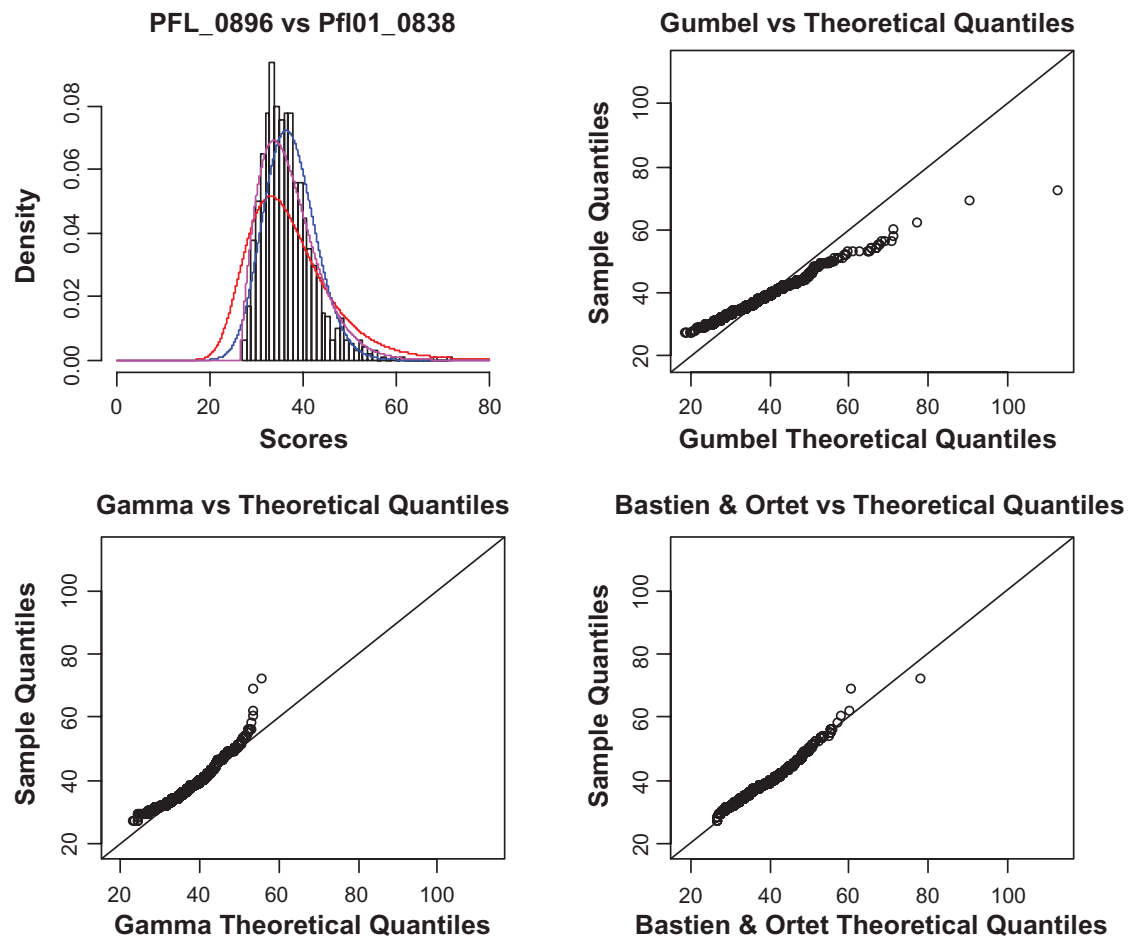 PFL_0896 vs Pfl01_0838
Density
0.00 0.02 0.04 0.06 0.08
0 20 40 60 80
Scores
Gumbel vs Theoretical Quantiles
Sample Quantiles
20 40 60 80 100
20 40 60 80 100
Gumbel Theoretical Quantiles
Gamma vs Theoretical Quantiles
Sample Quantiles
20 40 60 80 100
20 40 60 80 100
Gamma Theoretical Quantiles
Bastien & Ortet vs Theoretical Quantiles
Sample Quantiles
20 40 60 80 100
20 40 60 80 100
Bastien & Ortet Theoretical Quantiles